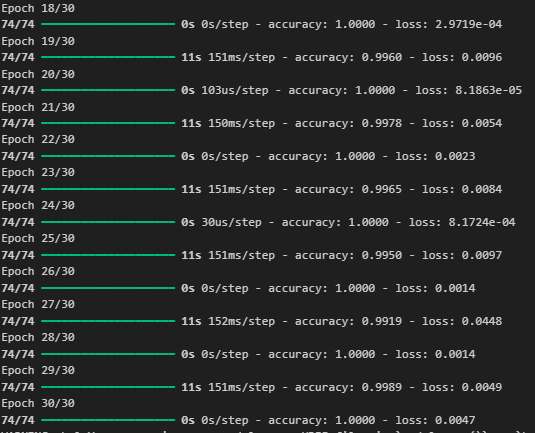 Epoch 18/30
74/74 ━━━━━━━━━━━━━━━━━━━━ 0s 0s/step - accuracy: 1.0000 - loss: 2.9719e-04
Epoch 19/30
74/74 ━━━━━━━━━━━━━━━━━━━━ 11s 151ms/step - accuracy: 0.9960 - loss: 0.0096
Epoch 20/30
74/74 ━━━━━━━━━━━━━━━━━━━━ 0s 103us/step - accuracy: 1.0000 - loss: 8.1863e-05
Epoch 21/30
74/74 ━━━━━━━━━━━━━━━━━━━━ 11s 150ms/step - accuracy: 0.9978 - loss: 0.0054
Epoch 22/30
74/74 ━━━━━━━━━━━━━━━━━━━━ 0s 0s/step - accuracy: 1.0000 - loss: 0.0023
Epoch 23/30
74/74 ━━━━━━━━━━━━━━━━━━━━ 11s 151ms/step - accuracy: 0.9965 - loss: 0.0084
Epoch 24/30
74/74 ━━━━━━━━━━━━━━━━━━━━ 0s 30us/step - accuracy: 1.0000 - loss: 8.1724e-04
Epoch 25/30
74/74 ━━━━━━━━━━━━━━━━━━━━ 11s 151ms/step - accuracy: 0.9950 - loss: 0.0097
Epoch 26/30
74/74 ━━━━━━━━━━━━━━━━━━━━ 0s 0s/step - accuracy: 1.0000 - loss: 0.0014
Epoch 27/30
74/74 ━━━━━━━━━━━━━━━━━━━━ 11s 152ms/step - accuracy: 0.9919 - loss: 0.0448
Epoch 28/30
74/74 ━━━━━━━━━━━━━━━━━━━━ 0s 0s/step - accuracy: 1.0000 - loss: 0.0014
Epoch 29/30
74/74 ━━━━━━━━━━━━━━━━━━━━ 11s 151ms/step - accuracy: 0.9989 - loss: 0.0049
Epoch 30/30
74/74 ━━━━━━━━━━━━━━━━━━━━ 0s 0s/step - accuracy: 1.0000 - loss: 0.0047